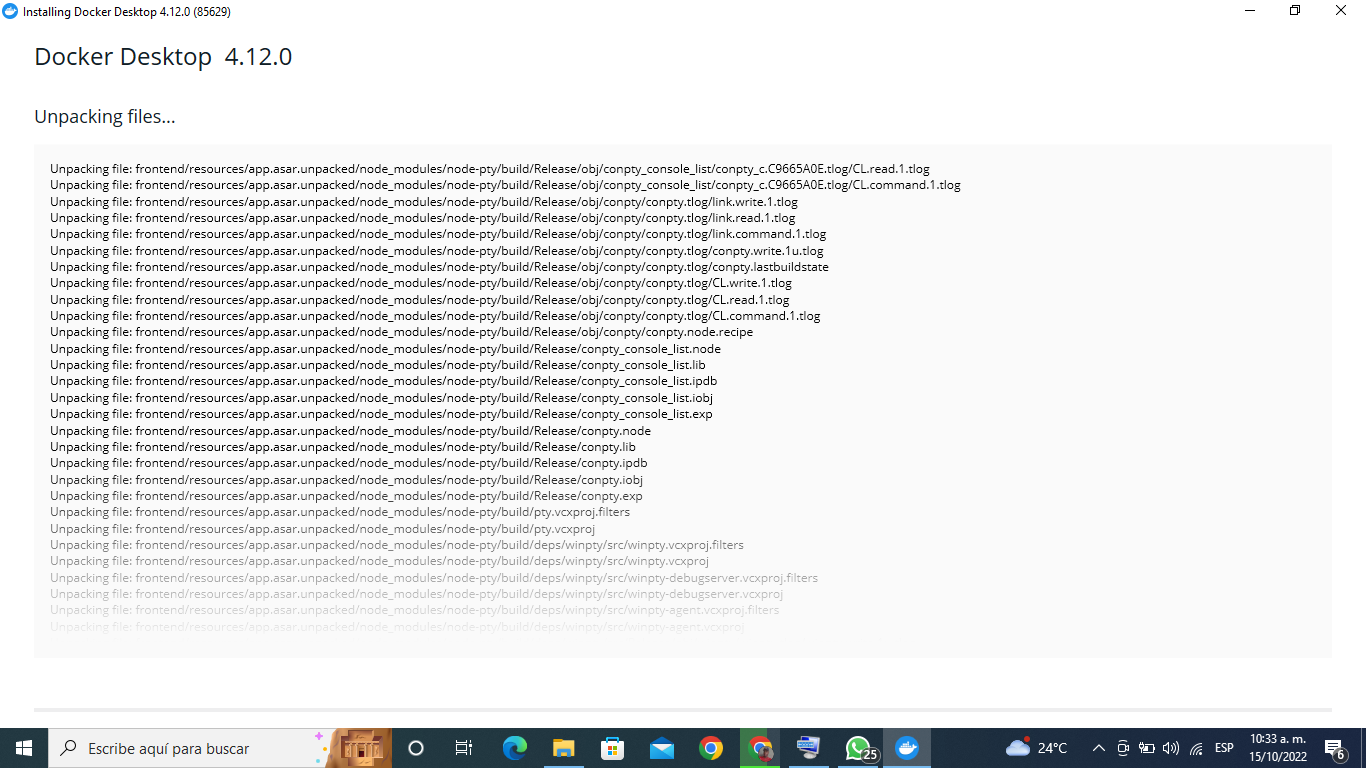 Installing Docker Desktop 4.12.0 (85629)
Docker Desktop 4.12.0
Unpacking files...
Unpacking file: frontend/resources/app.asar.unpacked/node_modules/node-pty/build/Release/obj/conpty_console_list/conpty_c.C9665A0E.tlog/CL.read.1.tlog
Unpacking file: frontend/resources/app.asar.unpacked/node_modules/node-pty/build/Release/obj/conpty_console_list/conpty_c.C9665A0E.tlog/CL.command.1.tlog
Unpacking file: frontend/resources/app.asar.unpacked/node_modules/node-pty/build/Release/obj/conpty/conpty.tlog/link.write.1.tlog
Unpacking file: frontend/resources/app.asar.unpacked/node_modules/node-pty/build/Release/obj/conpty/conpty.tlog/link.read.1.tlog
Unpacking file: frontend/resources/app.asar.unpacked/node_modules/node-pty/build/Release/obj/conpty/conpty.tlog/link.command.1.tlog
Unpacking file: frontend/resources/app.asar.unpacked/node_modules/node-pty/build/Release/obj/conpty/conpty.tlog/conpty.write.1u.tlog
Unpacking file: frontend/resources/app.asar.unpacked/node_modules/node-pty/build/Release/obj/conpty/conpty.tlog/conpty.lastbuildstate
Unpacking file: frontend/resources/app.asar.unpacked/node_modules/node-pty/build/Release/obj/conpty/conpty.tlog/CL.write.1.tlog
Unpacking file: frontend/resources/app.asar.unpacked/node_modules/node-pty/build/Release/obj/conpty/conpty.tlog/CL.read.1.tlog
Unpacking file: frontend/resources/app.asar.unpacked/node_modules/node-pty/build/Release/obj/conpty/conpty.tlog/CL.command.1.tlog
Unpacking file: frontend/resources/app.asar.unpacked/node_modules/node-pty/build/Release/obj/conpty/conpty.node.recipe
Unpacking file: frontend/resources/app.asar.unpacked/node_modules/node-pty/build/Release/conpty_console_list.node
Unpacking file: frontend/resources/app.asar.unpacked/node_modules/node-pty/build/Release/conpty_console_list.lib
Unpacking file: frontend/resources/app.asar.unpacked/node_modules/node-pty/build/Release/conpty_console_list.ipdb
Unpacking file: frontend/resources/app.asar.unpacked/node_modules/node-pty/build/Release/conpty_console_list.iobj
Unpacking file: frontend/resources/app.asar.unpacked/node_modules/node-pty/build/Release/conpty_console_list.exp
Unpacking file: frontend/resources/app.asar.unpacked/node_modules/node-pty/build/Release/conpty.node
Unpacking file: frontend/resources/app.asar.unpacked/node_modules/node-pty/build/Release/conpty.lib
Unpacking file: frontend/resources/app.asar.unpacked/node_modules/node-pty/build/Release/conpty.ipdb
Unpacking file: frontend/resources/app.asar.unpacked/node_modules/node-pty/build/Release/conpty.iobj
Unpacking file: frontend/resources/app.asar.unpacked/node_modules/node-pty/build/Release/conpty.exp
Unpacking file: frontend/resources/app.asar.unpacked/node_modules/node-pty/build/pty.vcxproj.filters
Unpacking file: frontend/resources/app.asar.unpacked/node_modules/node-pty/build/pty.vcxproj
Unpacking file: frontend/resources/app.asar.unpacked/node_modules/node-pty/build/deps/winpty/src/winpty.vcxproj.filters
Unpacking file: frontend/resources/app.asar.unpacked/node_modules/node-pty/build/deps/winpty/src/winpty.vcxproj
Unpacking file: frontend/resources/app.asar.unpacked/node_modules/node-pty/build/deps/winpty/src/winpty-debugserver.vcxproj.filters
Unpacking file: frontend/resources/app.asar.unpacked/node_modules/node-pty/build/deps/winpty/src/winpty-debugserver.vcxproj
Unpacking file: frontend/resources/app.asar.unpacked/node_modules/node-pty/build/deps/winpty/src/winpty-agent.vcxproj.filters
Unpacking file: frontend/resources/app.asar.unpacked/node_modules/node-pty/build/deps/winpty/src/winpty-agent.vcxproj
Escribe aquí para buscar
25
24°C
ESP
10:33 a. m.
15/10/2022
6